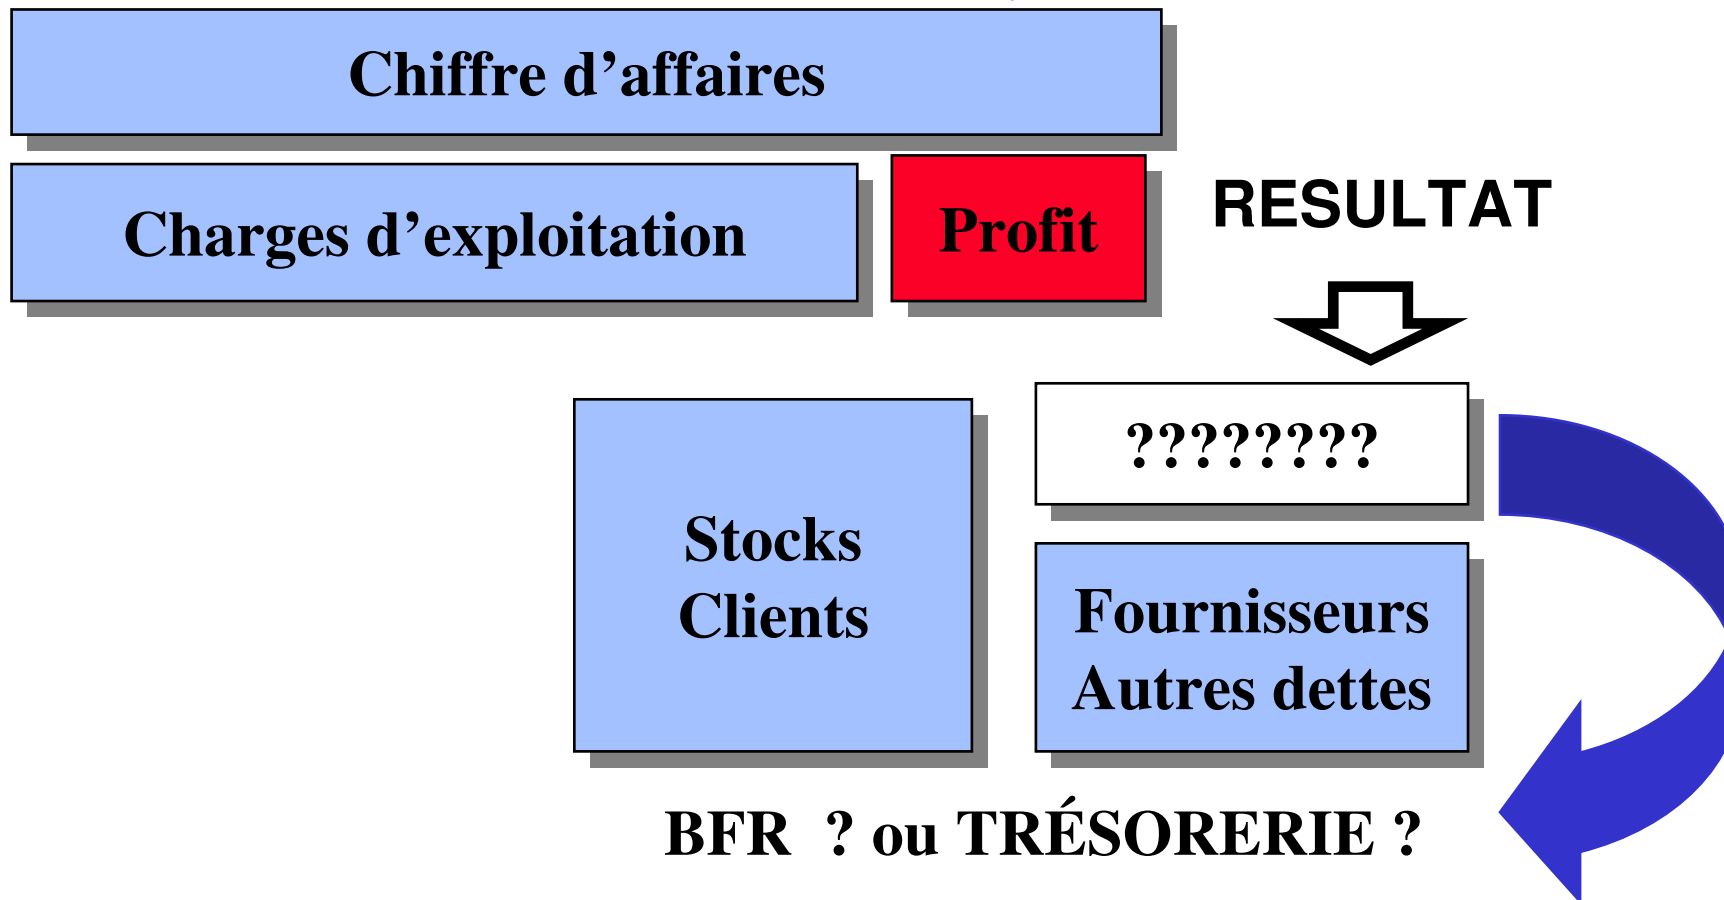 Chiffre d’affaires
Charges d’exploitation
Profit
RESULTAT
????????
Stocks
Clients
Fournisseurs
Autres dettes
BFR ? ou TRÉSORERIE ?